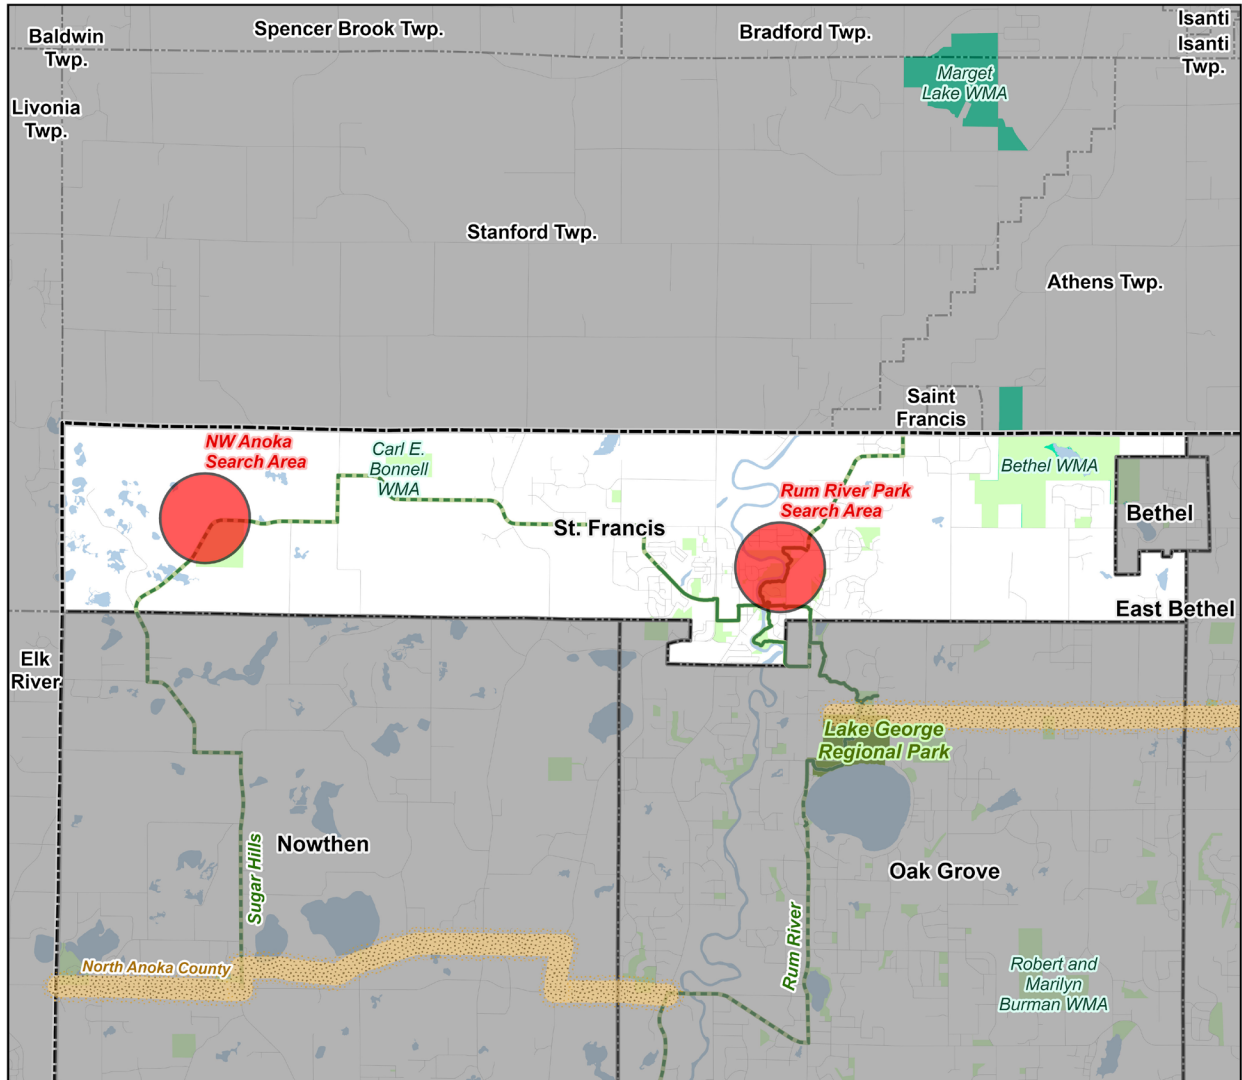 Spencer Brook Twp.
Bradford Twp.
Isanti
Isanti
Twp.
Baldwin
Twp.
Marget
Lake WMA
Livonia
Twp.
Stanford Twp.
Athens Twp.
Saint
Francis
NW Anoka
Search Area
Carl E.
Bonnell
WMA
Bethel WMA
Rum River Park
Search Area
Bethel
St. Francis
East Bethel
Elk
River
Lake George
Regional Park
Nowthen
Sugar Hills
Oak Grove
Rum River
North Anoka County
Robert and
Marilyn
Burman WMA